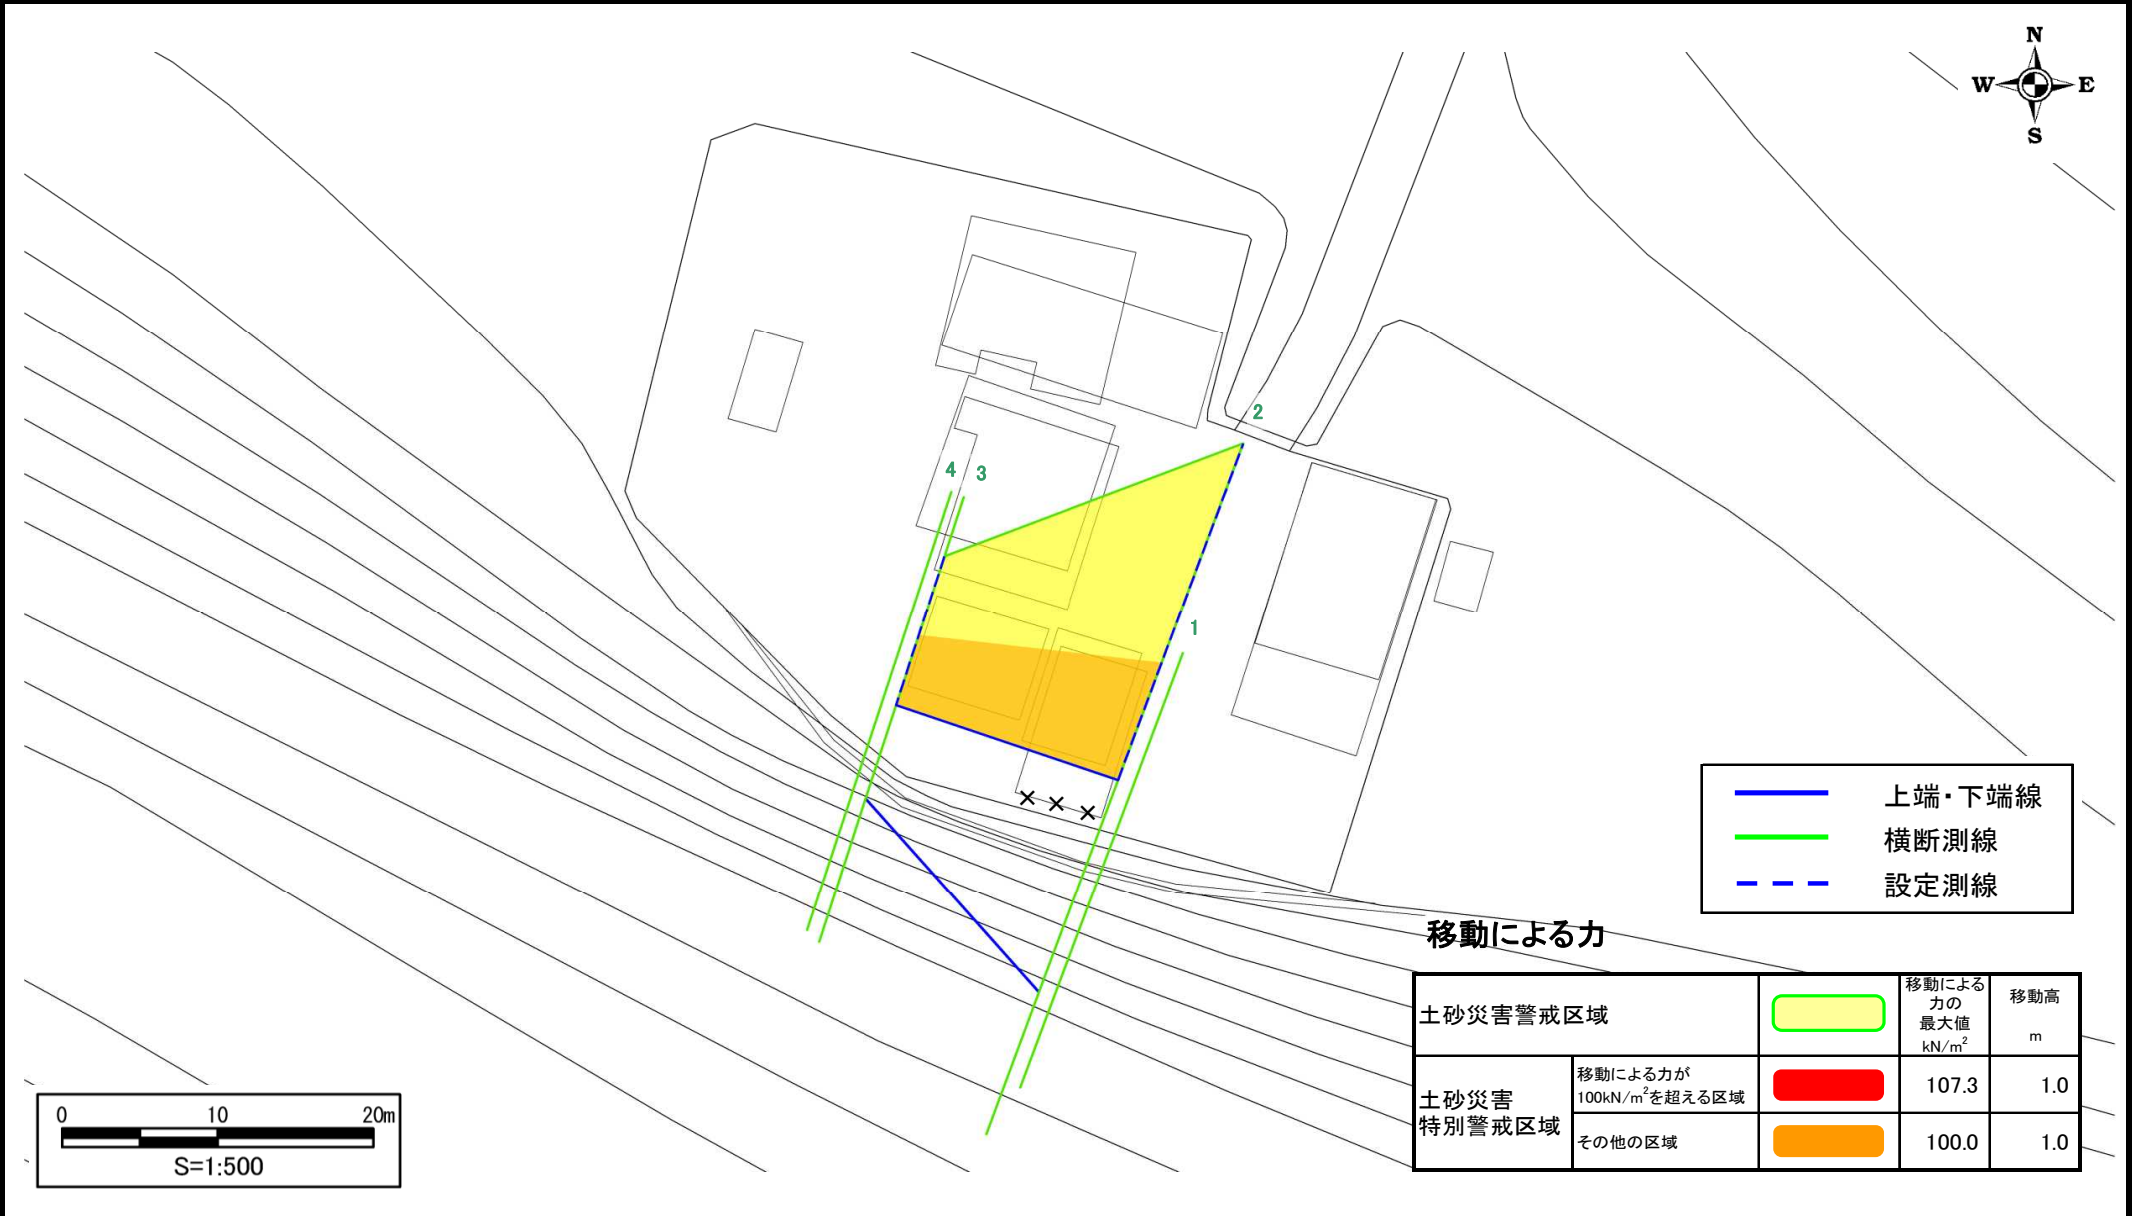 N
W E
S
2
4 3
1
上端・下端線
横断測線
設定測線
移動による力
土砂災害警戒区域
移動による
力の
最大値
kN/m²
移動高
m
土砂災害
特別警戒区域
移動による力が
100kN/m²を超える区域
107.3 1.0
その他の区域
100.0 1.0
0 10 20m
S=1:500